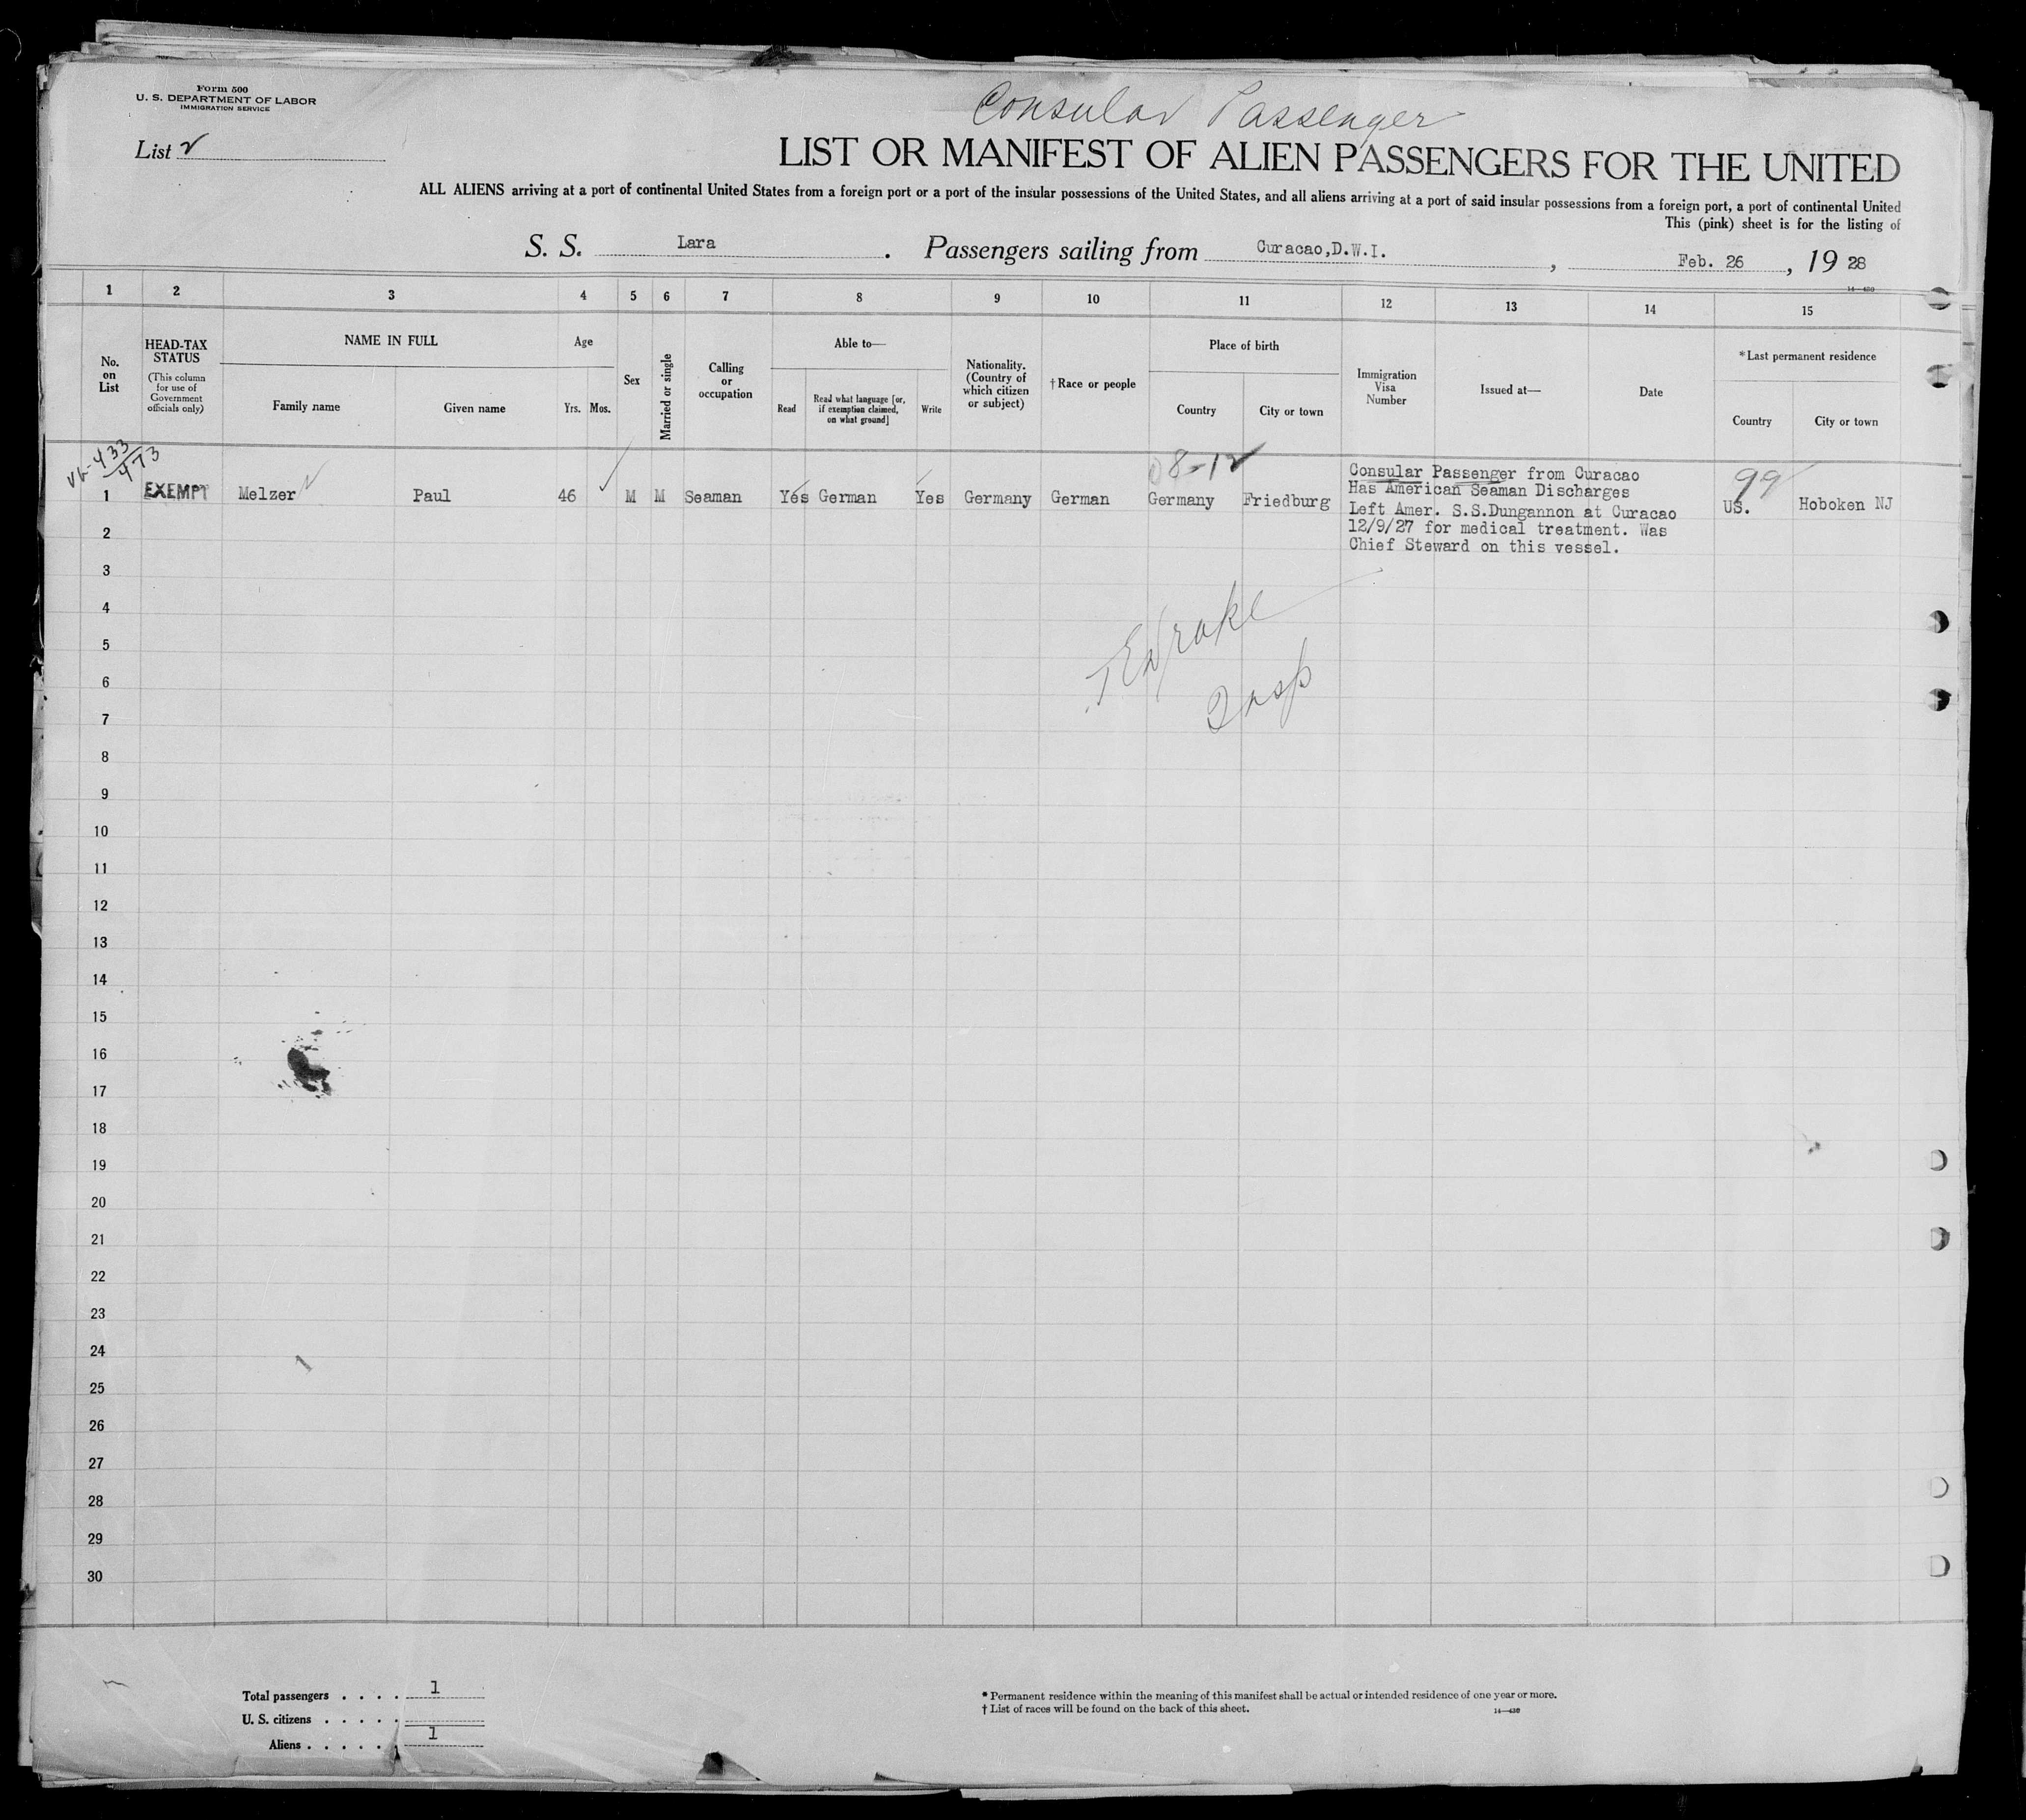 Form 500
U. S. DEPARTMENT OF LABOR
IMMIGRATION SERVICE
Consular Passenger
List 2
LIST OR MANIFEST OF ALIEN PASSENGERS FOR THE UNITED
ALL ALIENS arriving at a port of continental United States from a foreign port or a port of the insular possessions of the United States, and all aliens arriving at a port of said insular possessions from a foreign port, a port of continental United
This (pink) sheet is for the listing of
S. S. Lara. Passengers sailing from Curacao,D.W.I. , Feb. 26, 19 28
14—430
1 2 3 4 5 6 7 8 9 10 11 12 13 14 15
No. on List
HEAD-TAX STATUS
(This column for use of Government officials only)
NAME IN FULL
Family name
Given name
Age
Yrs. Mos.
Sex
Married or single
Calling or occupation
Able to—
Read
Read what language [or, if exemption claimed, on what ground]
Write
Nationality. (Country of which citizen or subject)
† Race or people
Place of birth
Country
City or town
Immigration Visa Number
Issued at—
Date
*Last permanent residence
Country
City or town
433
473
08-12
99
1 EXEMPT Melzer Paul 46 M M Seaman Yes German Yes Germany German Germany Friedburg
Consular Passenger from Curacao
Has American Seaman Discharges
Left Amer. S.S.Dungannon at Curacao
12/9/27 for medical treatment. Was
Chief Steward on this vessel.
US. Hoboken NJ
2
3
4
5
6
7
8
9
10
11
12
13
14
15
16
17
18
19
20
21
22
23
24
25
26
27
28
29
30
Insp
Total passengers . . . . 1
U. S. citizens . . . . .
Aliens . . . . . . 1
* Permanent residence within the meaning of this manifest shall be actual or intended residence of one year or more.
† List of races will be found on the back of this sheet.
14—430